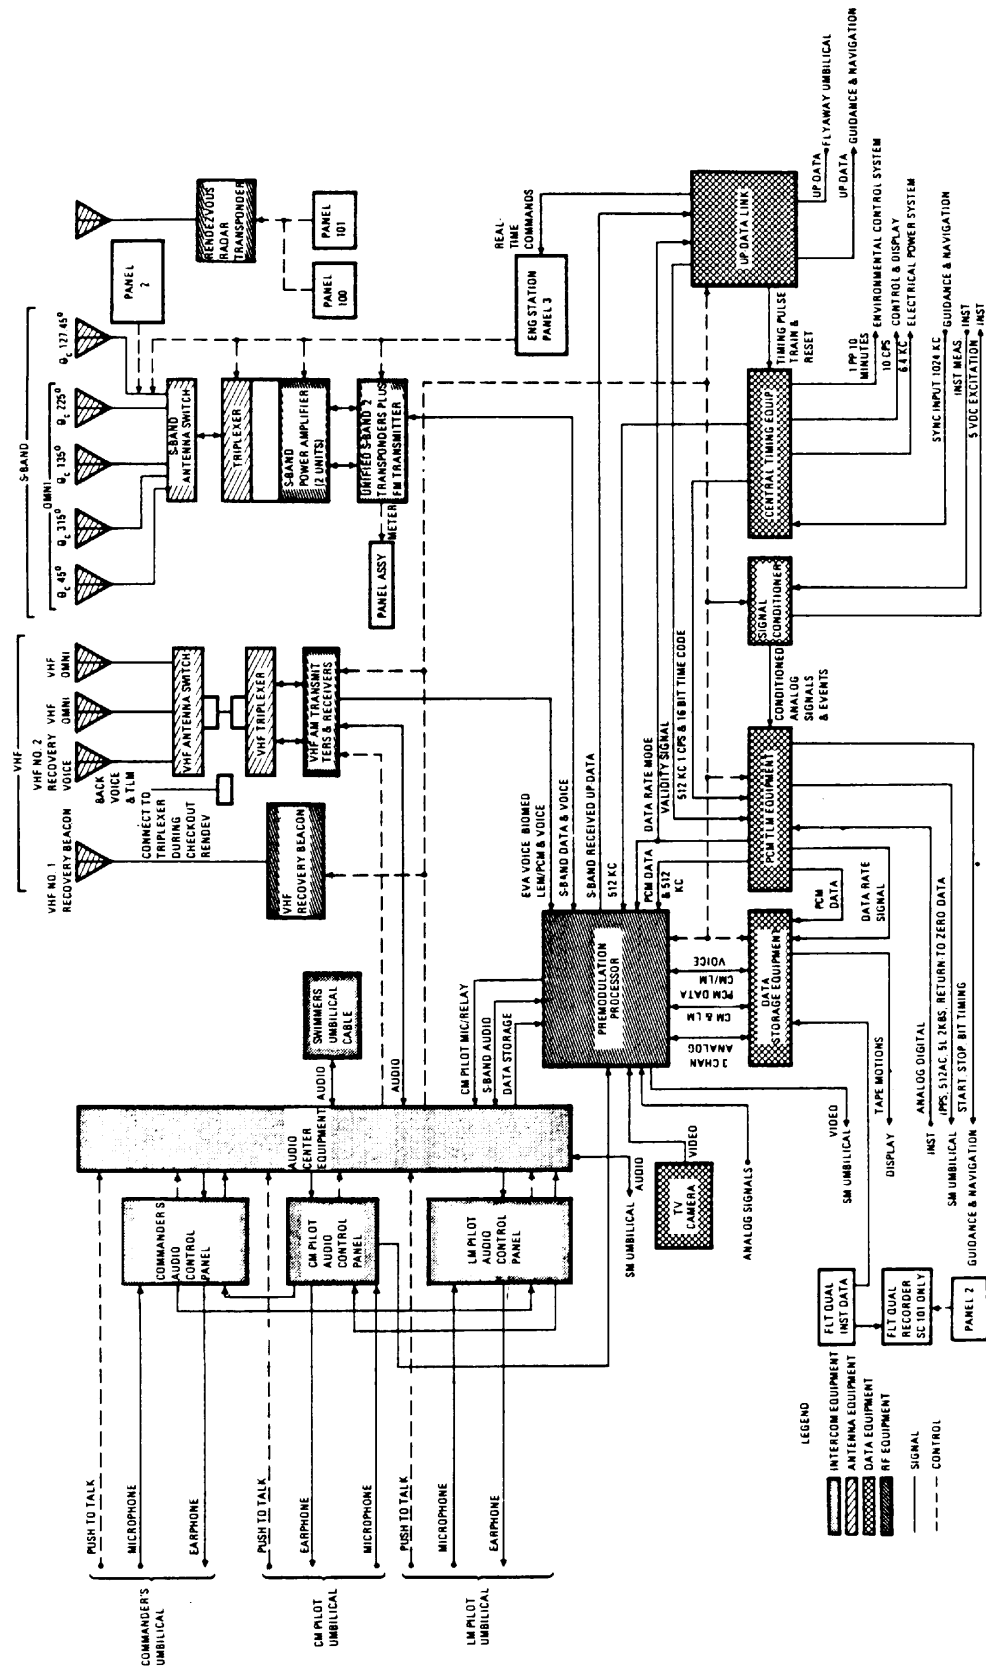 PUSH TO TALK
MICROPHONE
EARPHONE
COMMANDER'S
UMBILICAL
PUSH TO TALK
EARPHONE
MICROPHONE
CM PILOT
UMBILICAL
PUSH TO TALK
MICROPHONE
EARPHONE
LM PILOT
UMBILICAL
COMMANDER'S
AUDIO
CONTROL
PANEL
CM PILOT
AUDIO
CONTROL
PANEL
LM PILOT
AUDIO
CONTROL
PANEL
AUDIO
CENTER
EQUIPMENT
AUDIO
SWIMMERS
UMBILICAL
CABLE
AUDIO
CM PILOT MIC/RELAY
S-BAND AUDIO
DATA STORAGE
SM UMBILICAL
AUDIO
TV
CAMERA
VIDEO
ANALOG SIGNALS
VHF
VHF NO. 1
RECOVERY BEACON
VHF NO. 2
RECOVERY
VOICE
VHF
OMNI
VHF
OMNI
BACK
VOICE
& TLM
CONNECT TO
TRIPLEXER
DURING
CHECKOUT
RENDEV
VHF ANTENNA SWITCH
VHF TRIPLEXER
VHF AM TRANSMIT
TERS & RECEIVERS
VHF
RECOVERY BEACON
S-BAND
OMNI
θc 45°
θc 315°
θc 135°
θc 225°
θc 127.45°
S-BAND
ANTENNA SWITCH
TRIPLEXER
S-BAND
POWER AMPLIFIER
(2 UNITS)
UNIFIED S-BAND 2
TRANSPONDERS PLUS
FM TRANSMITTER
METER
PANEL ASSY
PANEL
2
RENDEZVOUS
RADAR
TRANSPONDER
PANEL
100
PANEL
101
ENG STATION
PANEL 3
REAL-
TIME
COMMANDS
EVA VOICE BIOMED
LEM/PCM & VOICE
S-BAND DATA & VOICE
S-BAND RECEIVED UP DATA
512 KC
PCM DATA
& 512
KC
DATA RATE MODE
VALIDITY SIGNAL
512 KC 1 CPS & 16 BIT TIME CODE
PREMODULATION
PROCESSOR
3 CHAN
ANALOG
CM & LM
PCM DATA
CM/LM
VOICE
DATA
STORAGE EQUIPMENT
PCM
DATA
DATA RATE
SIGNAL
PCM TLM EQUIPMENT
CONDITIONED
ANALOG
SIGNALS
& EVENTS
SIGNAL
CONDITIONER
CENTRAL TIMING EQUIP
TIMING PULSE
TRAIN &
RESET
UP DATA LINK
UP DATA
FLYAWAY UMBILICAL
UP DATA
GUIDANCE & NAVIGATION
1 PP 10
MINUTES
ENVIRONMENTAL CONTROL SYSTEM
10 CPS
CONTROL & DISPLAY
6.4 KC
ELECTRICAL POWER SYSTEM
SYNC INPUT 1024 KC
GUIDANCE & NAVIGATION
INST MEAS
INST
5 VDC EXCITATION
INST
SM UMBILICAL
VIDEO
DISPLAY
TAPE MOTIONS
INST
ANALOG DIGITAL
SM UMBILICAL
START, STOP BIT TIMING
GUIDANCE & NAVIGATION
FLT QUAL
INST DATA
FLT QUAL
RECORDER
SC 101 ONLY
PANEL 2
LEGEND
INTERCOM EQUIPMENT
ANTENNA EQUIPMENT
DATA EQUIPMENT
RF EQUIPMENT
SIGNAL
CONTROL